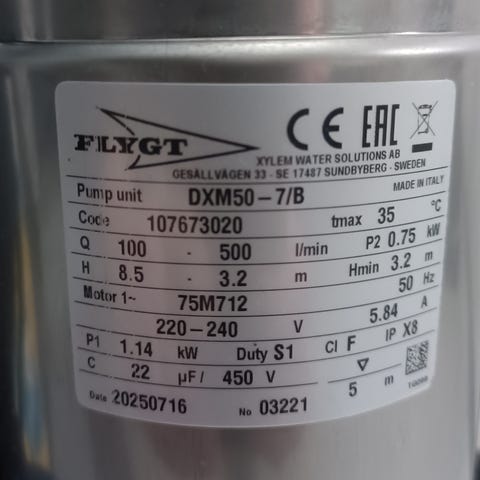 FLYGT
CE EAC
XYLEM WATER SOLUTIONS AB
GESÄLLVÄGEN 33 - SE 17487 SUNDBYBERG - SWEDEN
Pump unit DXM50-7/B MADE IN ITALY
Code 107673020 tmax 35 °C
Q 100 - 500 l/min P2 0.75 kW
H 8.5 - 3.2 m Hmin 3.2 m
Motor 1~ 75M712 50 Hz
220-240 V 5.84 A
P1 1.14 kW Duty S1 Cl F IP X8
C 22 µF/ 450 V ▽ 5 m
Date 20250716 No 03221